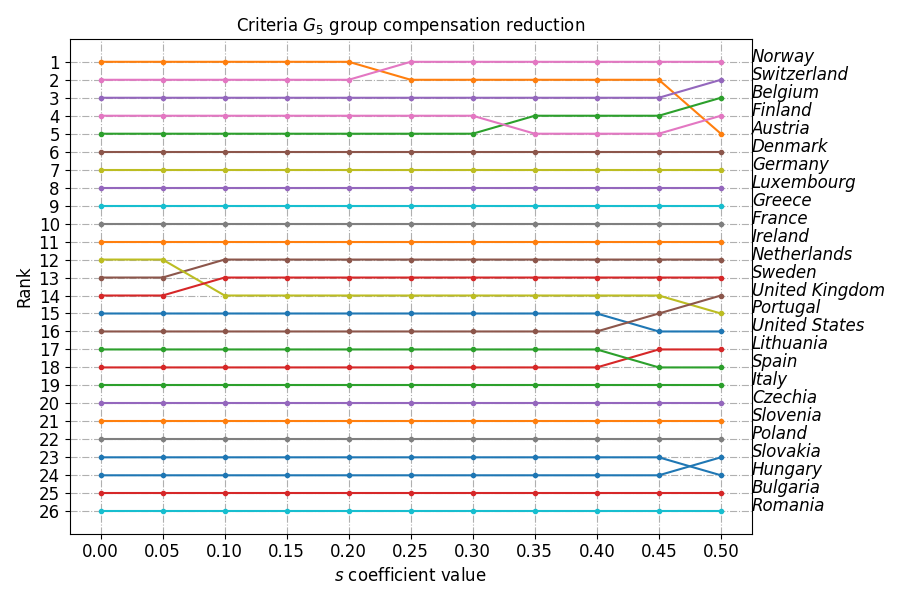 Criteria G5 group compensation reduction
Rank
1
2
3
4
5
6
7
8
9
10
11
12
13
14
15
16
17
18
19
20
21
22
23
24
25
26
Norway
Switzerland
Belgium
Finland
Austria
Denmark
Germany
Luxembourg
Greece
France
Ireland
Netherlands
Sweden
United Kingdom
Portugal
United States
Lithuania
Spain
Italy
Czechia
Slovenia
Poland
Slovakia
Hungary
Bulgaria
Romania
0.00 0.05 0.10 0.15 0.20 0.25 0.30 0.35 0.40 0.45 0.50
s coefficient value